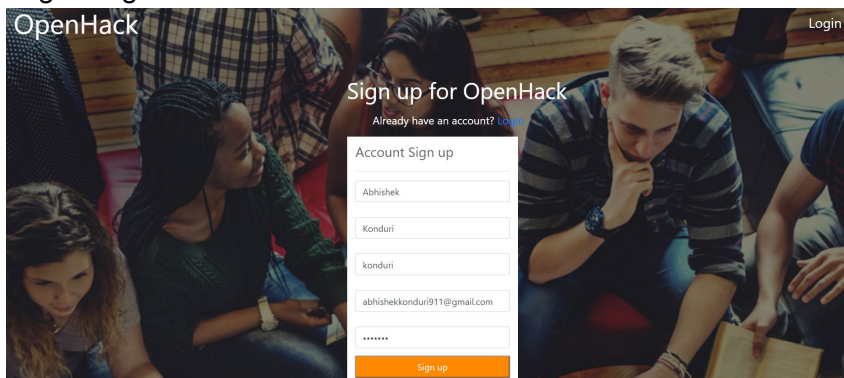 OpenHack
Login
Sign up for OpenHack
Already have an account? Login
Account Sign up
Abhishek
Konduri
konduri
abhishekkonduri911@gmail.com
•••••••
Sign up